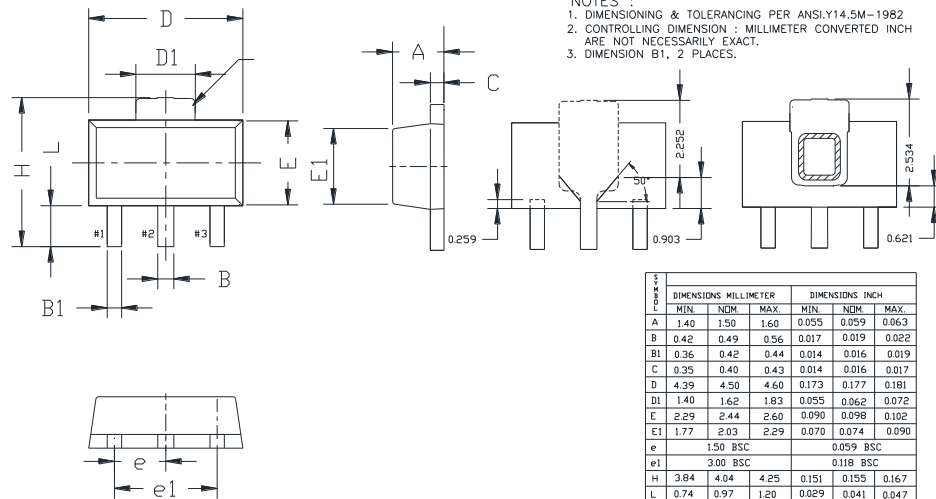 NOTES :
1. DIMENSIONING & TOLERANCING PER ANSI.Y14.5M-1982
2. CONTROLLING DIMENSION : MILLIMETER CONVERTED INCH
ARE NOT NECESSARILY EXACT.
3. DIMENSION B1, 2 PLACES.
D
D1
A
C
H
L
E
E1
#1
#2
#3
B
B1
2.252
50°
0.259
0.903
2.534
0.621
e
e1
SYMBOL DIMENSIONS MILLIMETER DIMENSIONS INCH
MIN. NOM. MAX. MIN. NOM. MAX.
A 1.40 1.50 1.60 0.055 0.059 0.063
B 0.42 0.49 0.56 0.017 0.019 0.022
B1 0.36 0.42 0.44 0.014 0.016 0.019
C 0.35 0.40 0.43 0.014 0.016 0.017
D 4.39 4.50 4.60 0.173 0.177 0.181
D1 1.40 1.62 1.83 0.055 0.062 0.072
E 2.29 2.44 2.60 0.090 0.098 0.102
E1 1.77 2.03 2.29 0.070 0.074 0.090
e 1.50 BSC 0.059 BSC
e1 3.00 BSC 0.118 BSC
H 3.84 4.04 4.25 0.151 0.155 0.167
L 0.74 0.97 1.20 0.029 0.041 0.047